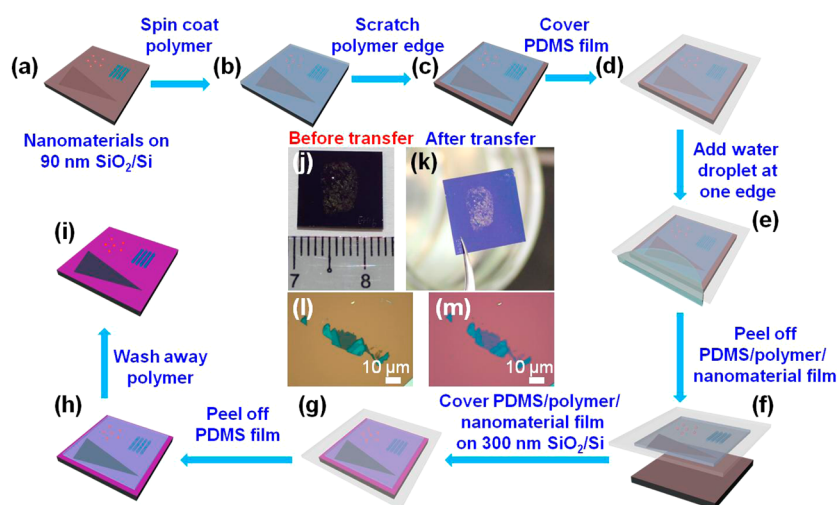 Spin coat
polymer
Scratch
polymer edge
Cover
PDMS film
(a)
(b)
(c)
(d)
Nanomaterials on
90 nm SiO₂/Si
Before transfer
After transfer
(j)
(k)
7
8
Add water
droplet at
one edge
(i)
(e)
(l)
10 μm
(m)
10 μm
Wash away
polymer
Peel off
PDMS/polymer/
nanomaterial film
(h)
Peel off
PDMS film
(g)
Cover PDMS/polymer/
nanomaterial film
on 300 nm SiO₂/Si
(f)